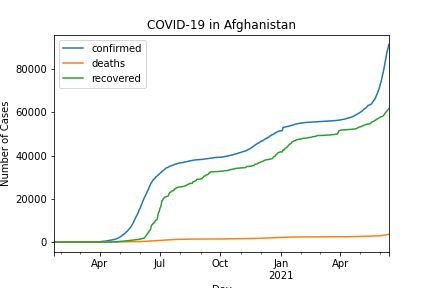 COVID-19 in Afghanistan
confirmed
deaths
recovered
Number of Cases
80000
60000
40000
20000
0
Apr
Jul
Oct
Jan
2021
Apr